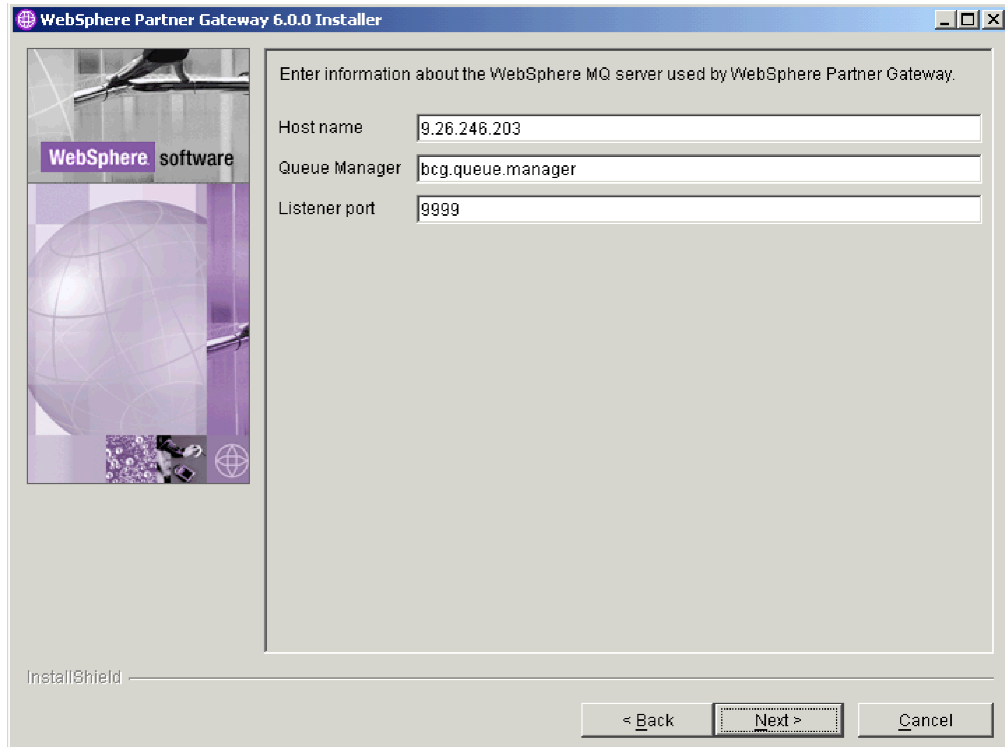 WebSphere Partner Gateway 6.0.0 Installer
WebSphere software
Enter information about the WebSphere MQ server used by WebSphere Partner Gateway.
Host name 9.26.246.203
Queue Manager bcg.queue.manager
Listener port 9999
InstallShield
< Back Next > Cancel